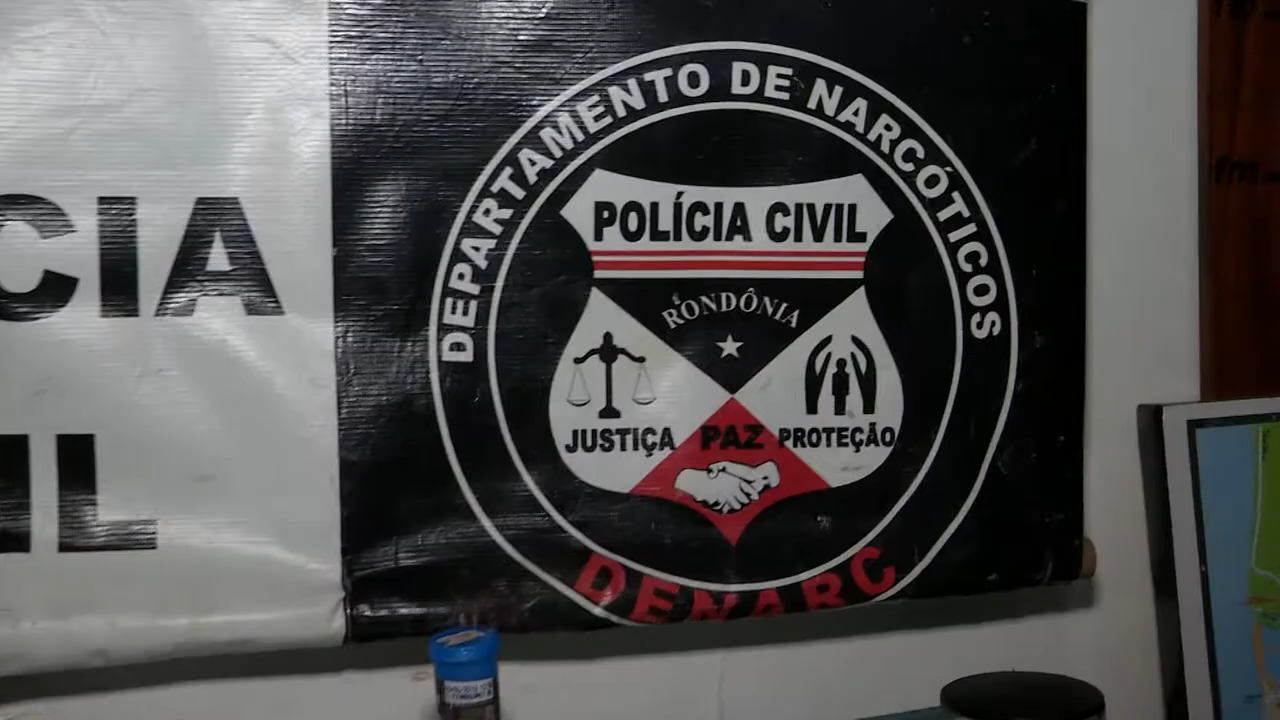 CIA
IL
DEPARTAMENTO DE NARCÓTICOS
POLÍCIA CIVIL
RONDÔNIA
JUSTIÇA PAZ PROTEÇÃO
DENARC